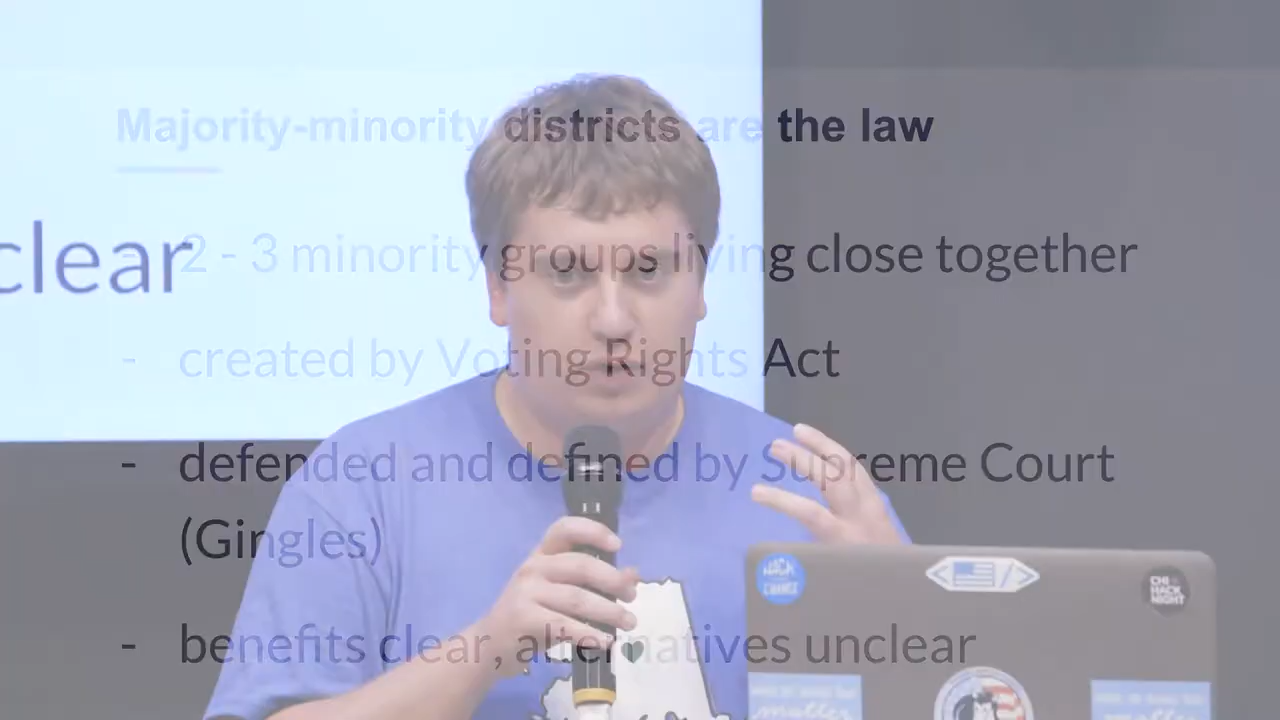 Majority-minority districts are the law
clear
2 - 3 minority groups living close together
- created by Voting Rights Act
- defended and defined by Supreme Court
(Gingles)
- benefits clear, alternatives unclear
HACK
CHANGE
CHI
HACK
NIGHT
matter